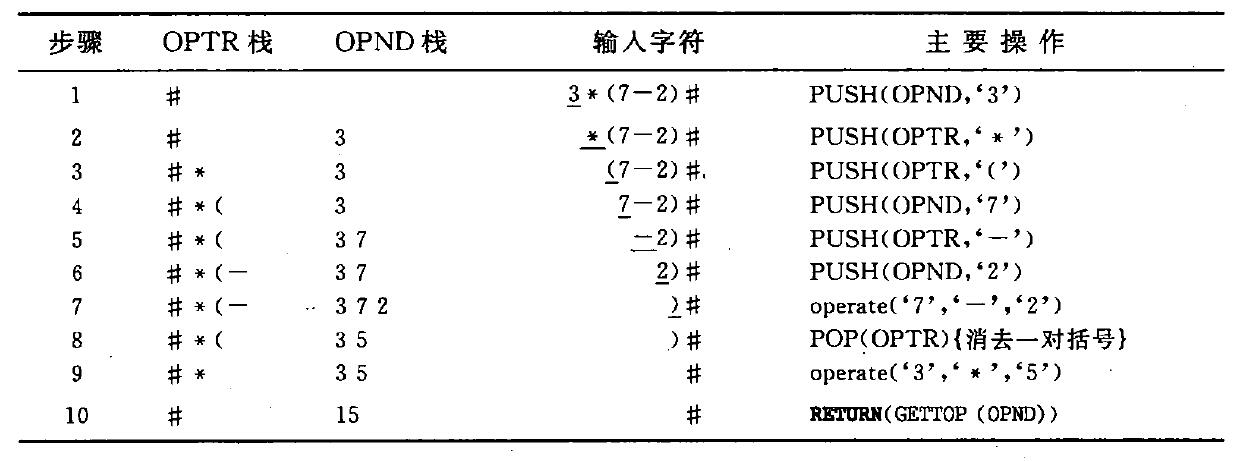 步骤 OPTR 栈 OPND 栈 输入字符 主要操作
1 # 3*(7-2)# PUSH(OPND,‘3’)
2 # 3 *(7-2)# PUSH(OPTR,‘*’)
3 #* 3 (7-2)# PUSH(OPTR,‘(’)
4 #*( 3 7-2)# PUSH(OPND,‘7’)
5 #*( 3 7 -2)# PUSH(OPTR,‘-’)
6 #*(- 3 7 2)# PUSH(OPND,‘2’)
7 #*(- 3 7 2 )# operate(‘7’,‘-’,‘2’)
8 #*( 3 5 )# POP(OPTR){消去一对括号}
9 #* 3 5 # operate(‘3’,‘*’,‘5’)
10 # 15 # RETURN(GETTOP (OPND))